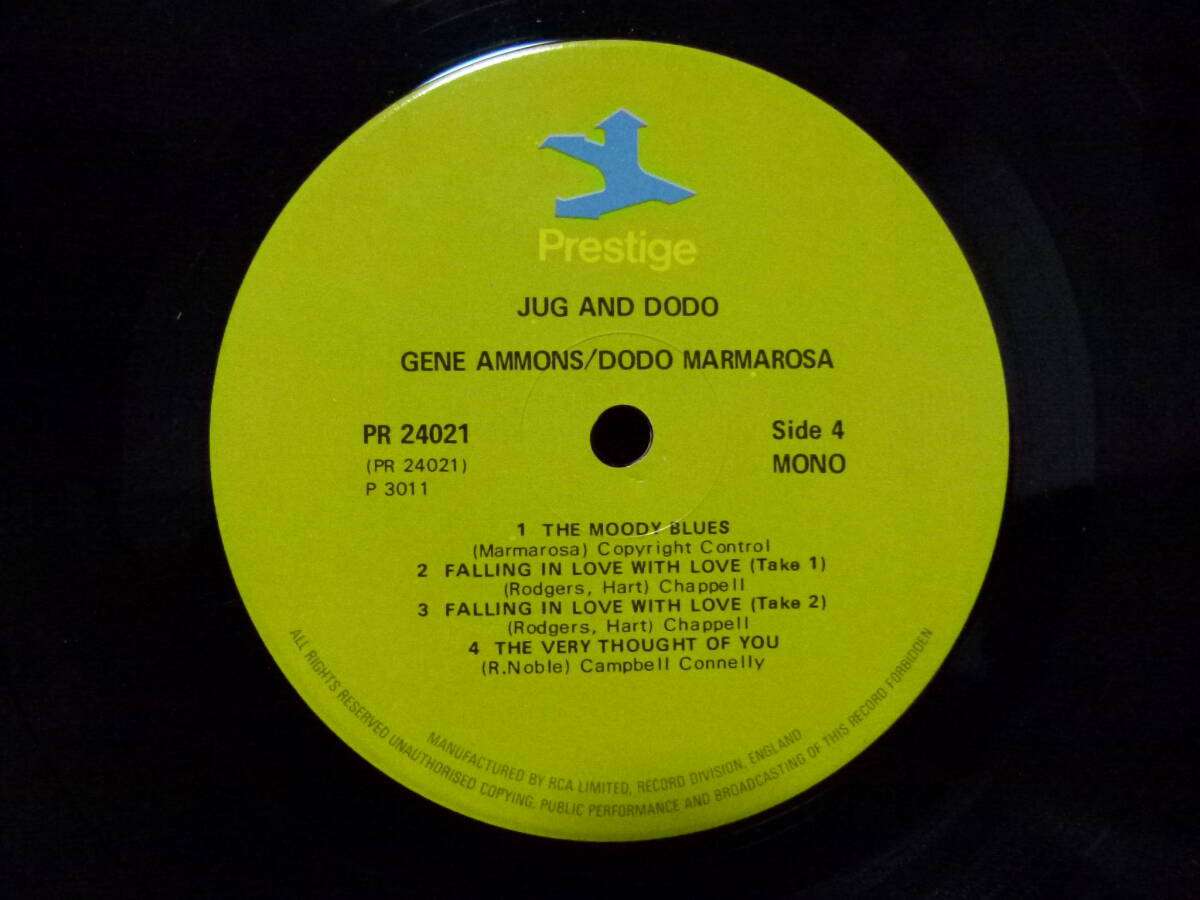 Prestige
JUG AND DODO
GENE AMMONS/DODO MARMAROSA
PR 24021
(PR 24021)
P 3011
Side 4
MONO
1 THE MOODY BLUES
(Marmarosa) Copyright Control
2 FALLING IN LOVE WITH LOVE (Take 1)
(Rodgers, Hart) Chappell
3 FALLING IN LOVE WITH LOVE (Take 2)
(Rodgers, Hart) Chappell
4 THE VERY THOUGHT OF YOU
(R.Noble) Campbell Connelly
MANUFACTURED BY RCA LIMITED, RECORD DIVISION, ENGLAND
ALL RIGHTS RESERVED UNAUTHORISED COPYING, PUBLIC PERFORMANCE AND BROADCASTING OF THIS RECORD FORBIDDEN